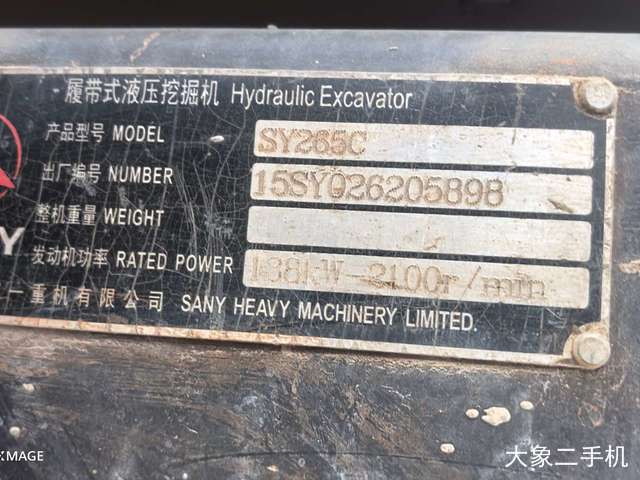 履带式液压挖掘机 Hydraulic Excavator
产品型号 MODEL SY265C
出厂编号 NUMBER 15SY026205898
整机重量 WEIGHT
发动机功率 RATED POWER 138kW-2100r/min
Y
一重机有限公司 SANY HEAVY MACHINERY LIMITED.
MAGE
大象二手机